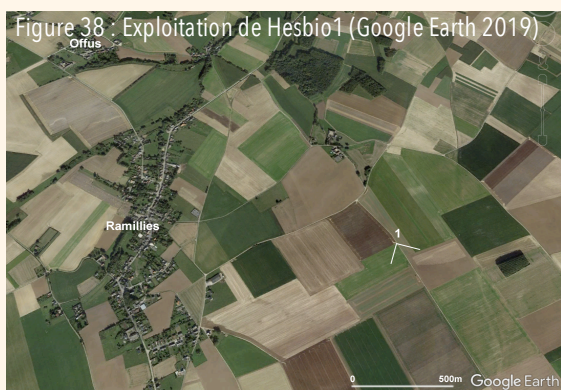 Figure 38 : Exploitation de Hesbio1 (Google Earth 2019)
Offus
Ramillies
1
0 500m Google Earth